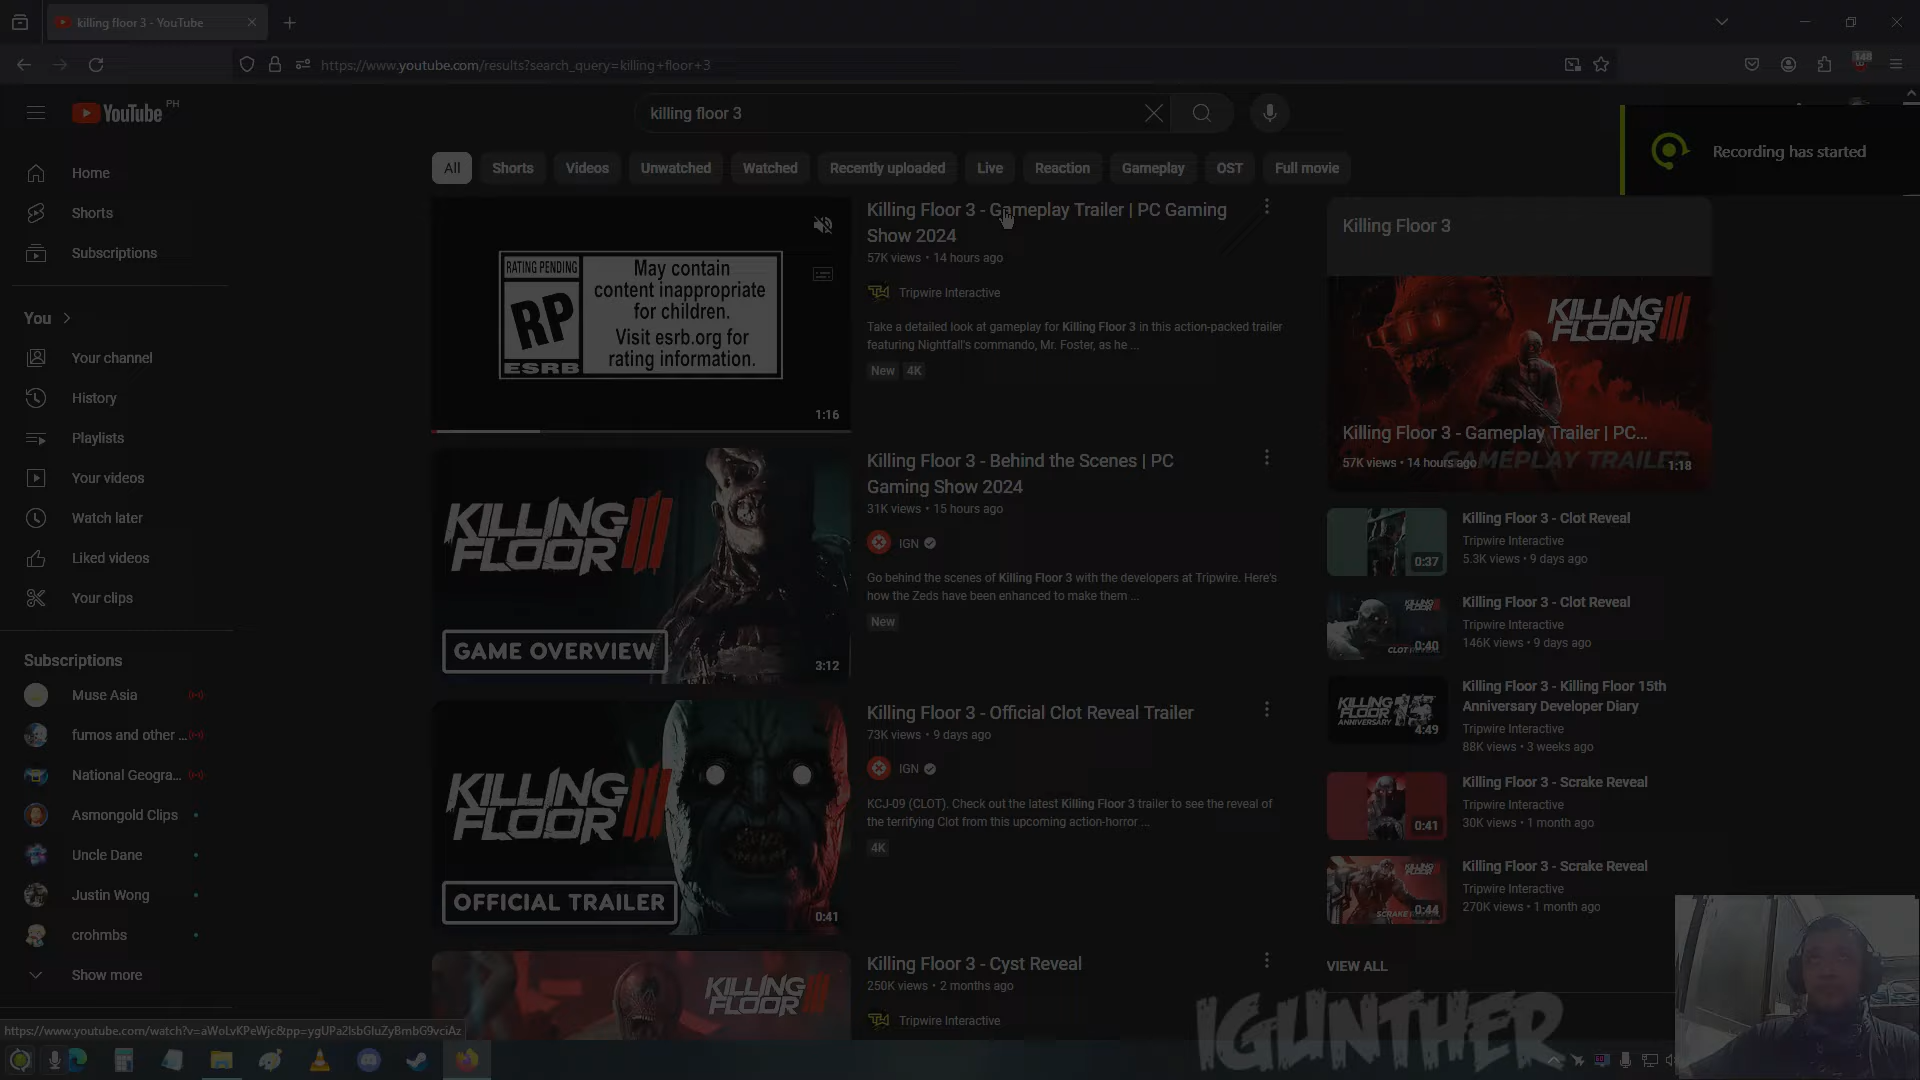 killing floor 3 - YouTube
https://www.youtube.com/results?search_query=killing+floor+3
148
YouTube PH
killing floor 3
Recording has started
Home
Shorts
Subscriptions
You
Your channel
History
Playlists
Your videos
Watch later
Liked videos
Your clips
Subscriptions
Muse Asia
fumos and other ...
National Geogra...
Asmongold Clips
Uncle Dane
Justin Wong
crohmbs
Show more
All
Shorts
Videos
Unwatched
Watched
Recently uploaded
Live
Reaction
Gameplay
OST
Full movie
RATING PENDING
RP
ESRB
May contain
content inappropriate
for children.
Visit esrb.org for
rating information.
1:16
Killing Floor 3 - Gameplay Trailer | PC Gaming
Show 2024
57K views • 14 hours ago
Tripwire Interactive
Take a detailed look at gameplay for Killing Floor 3 in this action-packed trailer
featuring Nightfall's commando, Mr. Foster, as he ...
New
4K
KILLING
FLOOR III
GAME OVERVIEW
3:12
Killing Floor 3 - Behind the Scenes | PC
Gaming Show 2024
31K views • 15 hours ago
IGN
Go behind the scenes of Killing Floor 3 with the developers at Tripwire. Here's
how the Zeds have been enhanced to make them ...
New
KILLING
FLOOR III
OFFICIAL TRAILER
0:41
Killing Floor 3 - Official Clot Reveal Trailer
73K views • 9 days ago
IGN
KCJ-09 (CLOT). Check out the latest Killing Floor 3 trailer to see the reveal of
the terrifying Clot from this upcoming action-horror ...
4K
KILLING
FLOOR III
Killing Floor 3 - Cyst Reveal
250K views • 2 months ago
Tripwire Interactive
Killing Floor 3
KILLING
FLOOR III
Killing Floor 3 - Gameplay Trailer | PC...
57K views • 14 hours ago
GAMEPLAY TRAILER
1:18
0:37
Killing Floor 3 - Clot Reveal
Tripwire Interactive
5.3K views • 9 days ago
KILLING
FLOOR
0:40
Killing Floor 3 - Clot Reveal
Tripwire Interactive
146K views • 9 days ago
KILLING
FLOOR
ANNIVERSARY
4:49
Killing Floor 3 - Killing Floor 15th
Anniversary Developer Diary
Tripwire Interactive
88K views • 3 weeks ago
0:41
Killing Floor 3 - Scrake Reveal
Tripwire Interactive
30K views • 1 month ago
KILLING
FLOOR
0:44
Killing Floor 3 - Scrake Reveal
Tripwire Interactive
270K views • 1 month ago
VIEW ALL
IGUNTHER